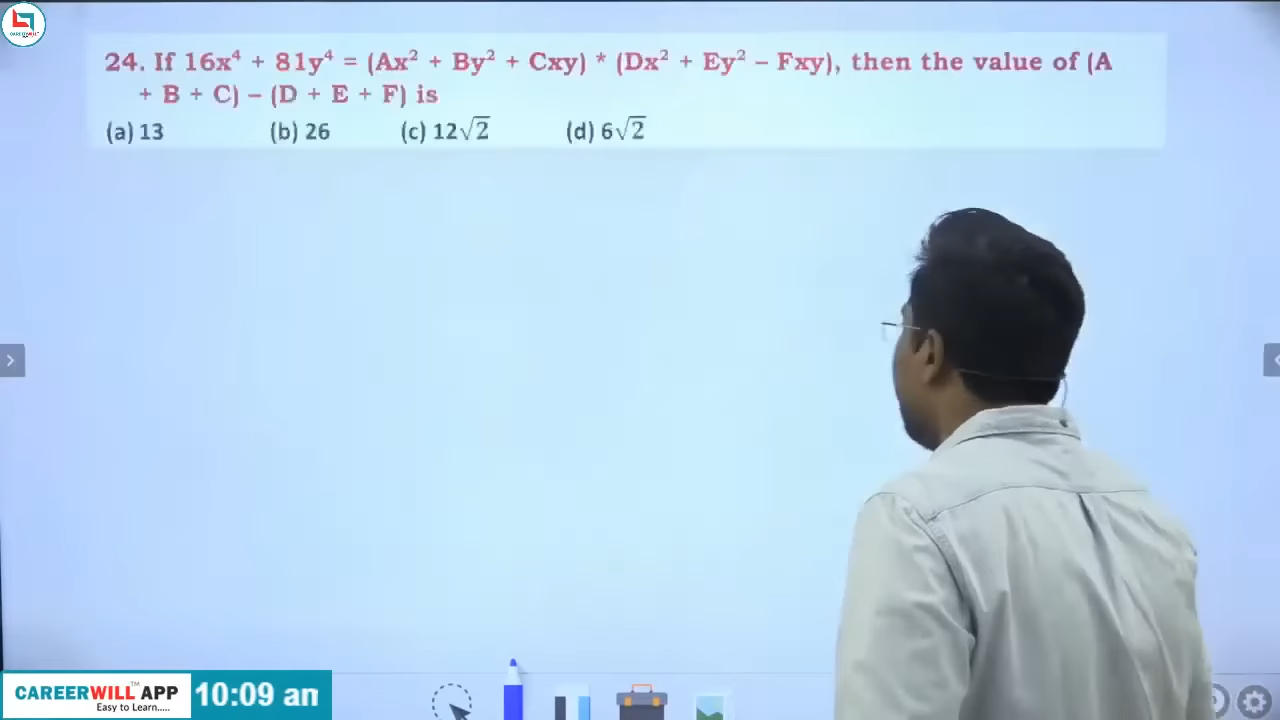 CAREERWILL
24. If 16x⁴ + 81y⁴ = (Ax² + By² + Cxy) * (Dx² + Ey² – Fxy), then the value of (A
+ B + C) – (D + E + F) is
(a) 13 (b) 26 (c) 12√2 (d) 6√2
CAREERWILL™ APP
Easy to Learn.....
10:09 an